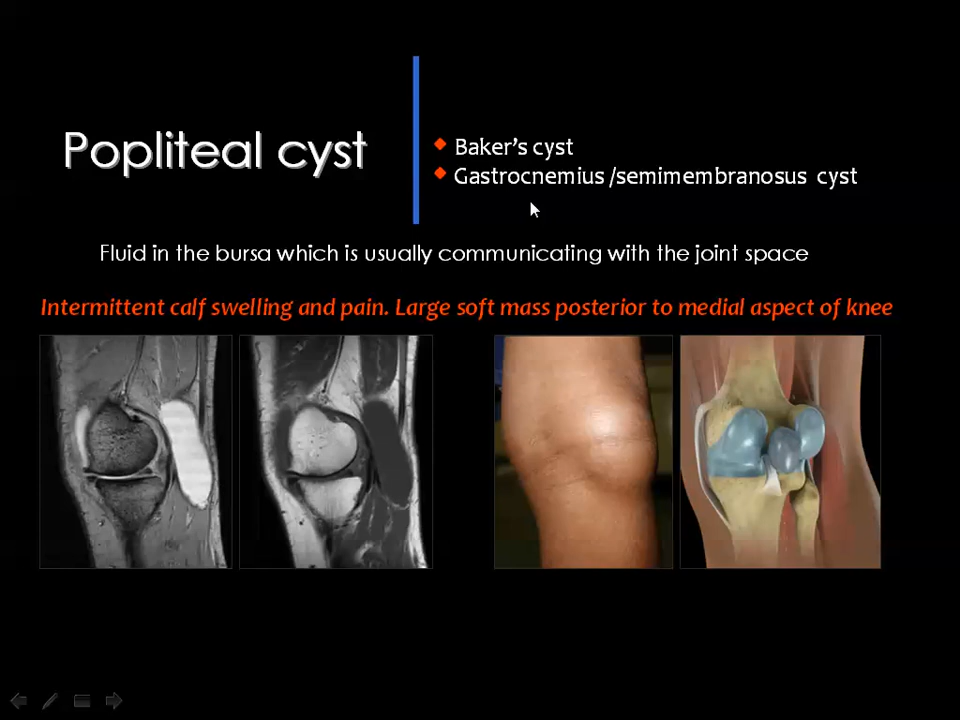 Popliteal cyst
Baker's cyst
Gastrocnemius /semimembranosus cyst
Fluid in the bursa which is usually communicating with the joint space
Intermittent calf swelling and pain. Large soft mass posterior to medial aspect of knee